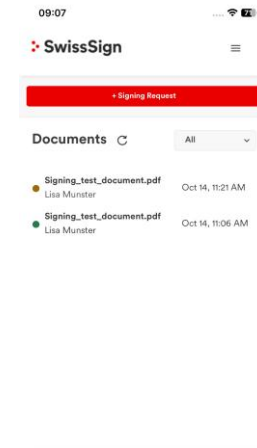 09:07
71
SwissSign
+ Signing Request
Documents
All
Signing_test_document.pdf
Lisa Munster
Oct 14, 11:21 AM
Signing_test_document.pdf
Lisa Munster
Oct 14, 11:06 AM